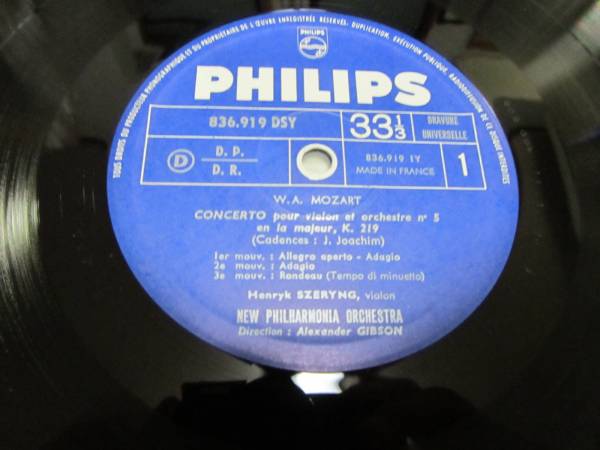 TOUS DROITS DU PRODUCTEUR PHONOGRAPHIQUE ET DU PROPRIETAIRE DE L'ŒUVRE ENREGISTRÉE RÉSERVÉS. DUPLICATION, EXÉCUTION PUBLIQUE, RADIODIFFUSION DE CE DISQUE INTERDITES
PHILIPS
PHILIPS
836.919 DSY
33 1/3
GRAVURE
UNIVERSELLE
D
D. P.
D. R.
836.919 1Y
MADE IN FRANCE
1
W.A. MOZART
CONCERTO pour violon et orchestre n° 5
en la majeur, K. 219
(Cadences : J. Joachim)
1er mouv. : Allegro aperto - Adagio
2e mouv. : Adagio
3e mouv. : Rondeau (Tempo di minuetto)
Henryk SZERYNG, violon
NEW PHILHARMONIA ORCHESTRA
Direction : Alexander GIBSON